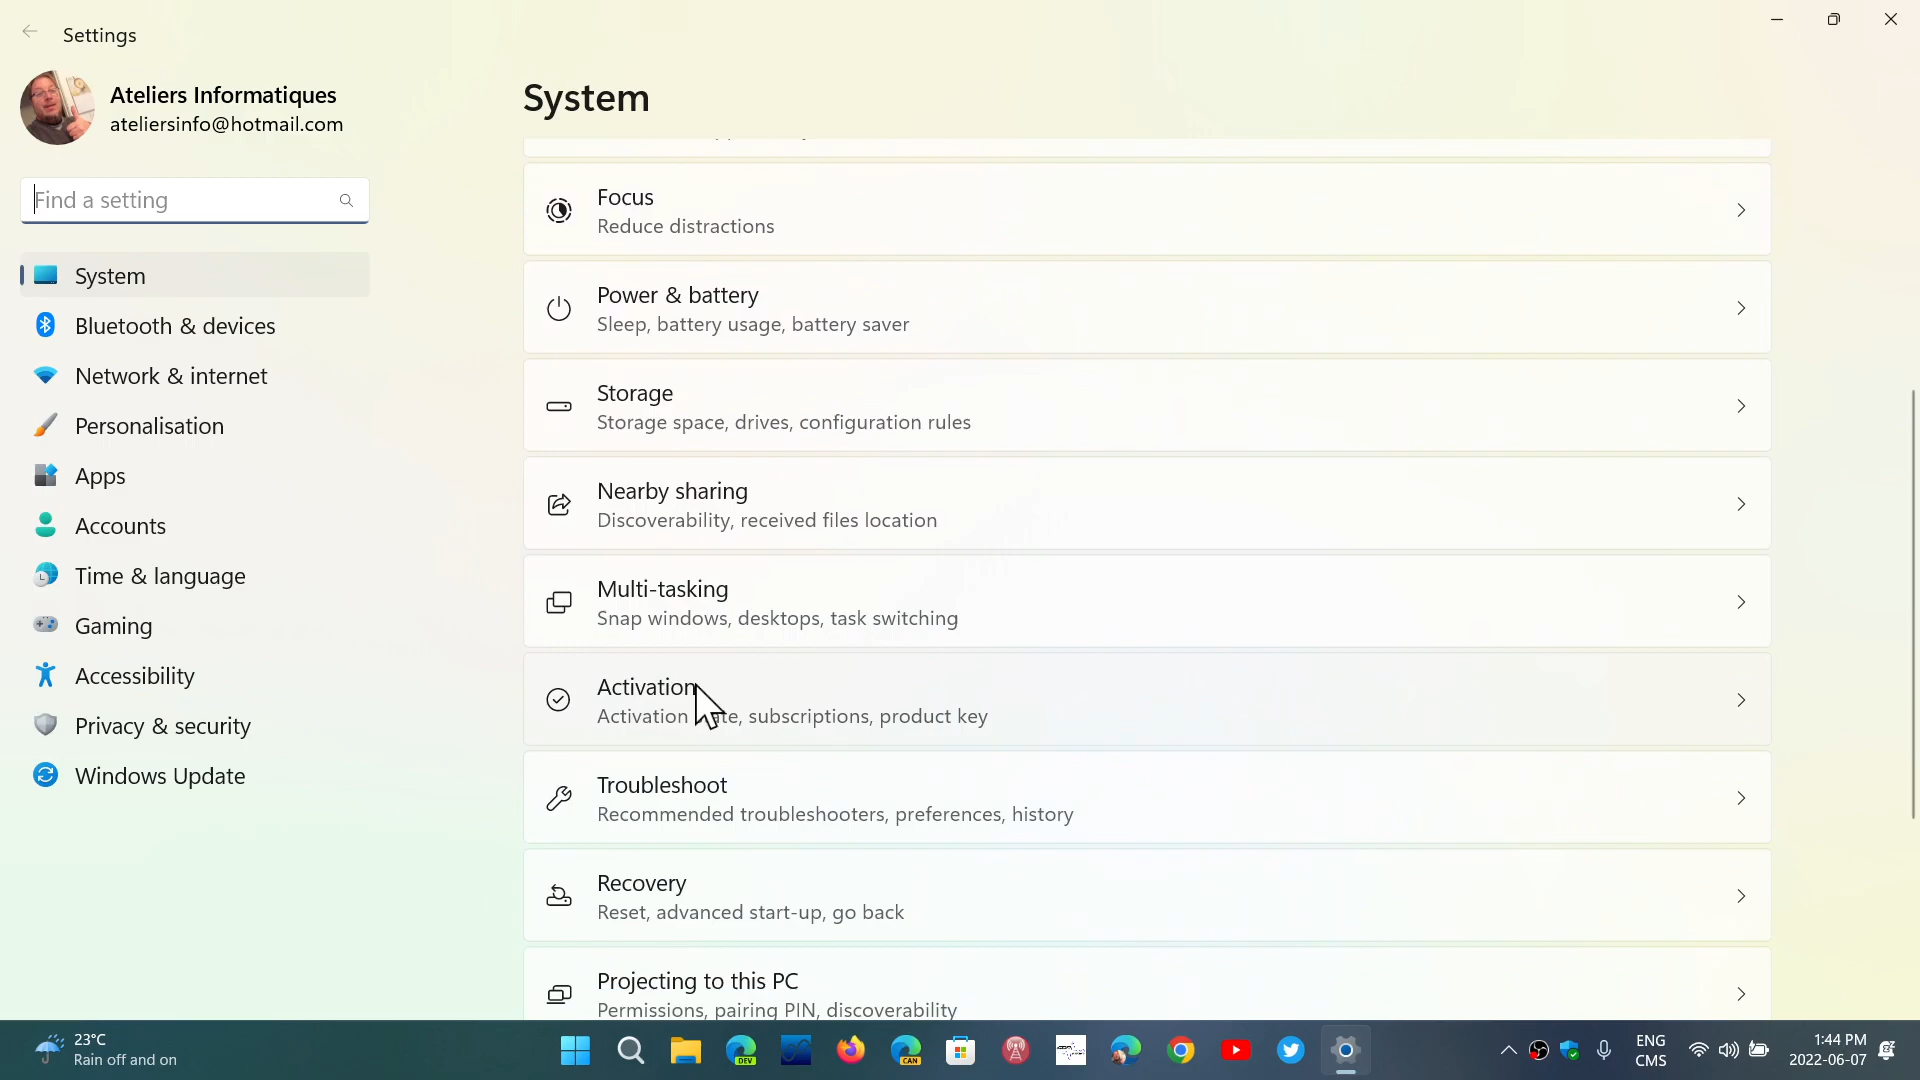 Settings
Ateliers Informatiques
ateliersinfo@hotmail.com
Find a setting
System
Bluetooth & devices
Network & internet
Personalisation
Apps
Accounts
Time & language
Gaming
Accessibility
Privacy & security
Windows Update
System
Focus
Reduce distractions
Power & battery
Sleep, battery usage, battery saver
Storage
Storage space, drives, configuration rules
Nearby sharing
Discoverability, received files location
Multi-tasking
Snap windows, desktops, task switching
Activation
Activation subscriptions, product key
Troubleshoot
Recommended troubleshooters, preferences, history
Recovery
Reset, advanced start-up, go back
Projecting to this PC
Permissions, pairing PIN, discoverability
23°C
Rain off and on
DEV
CAN
ENG
CMS
1:44 PM
2022-06-07